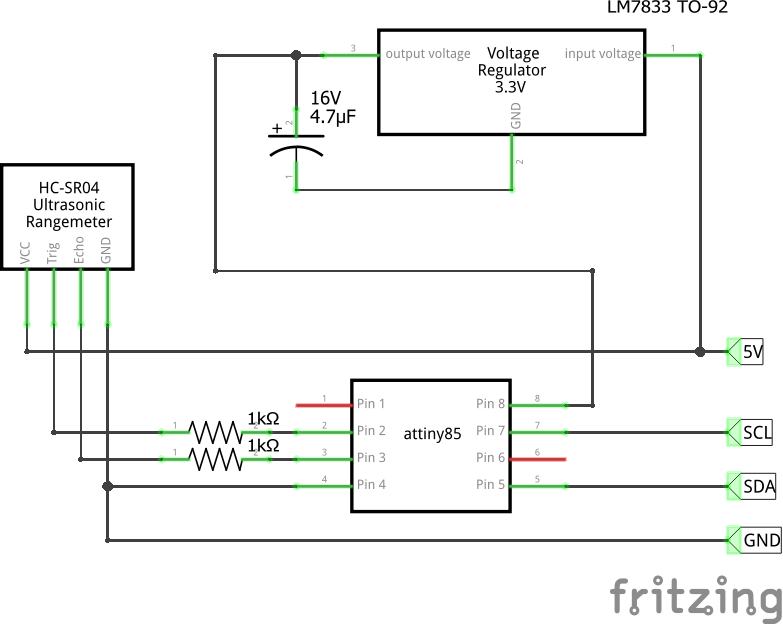 LM7833 TO-92
3
output voltage
Voltage
Regulator
3.3V
input voltage
1
GND
2
16V
4.7µF
+
2
1
HC-SR04
Ultrasonic
Rangemeter
VCC
Trig
Echo
GND
5V
1kΩ
1
2
1kΩ
1
2
1
Pin 1
2
Pin 2
3
Pin 3
4
Pin 4
attiny85
Pin 8
8
Pin 7
7
Pin 6
6
Pin 5
5
SCL
SDA
GND
fritzing